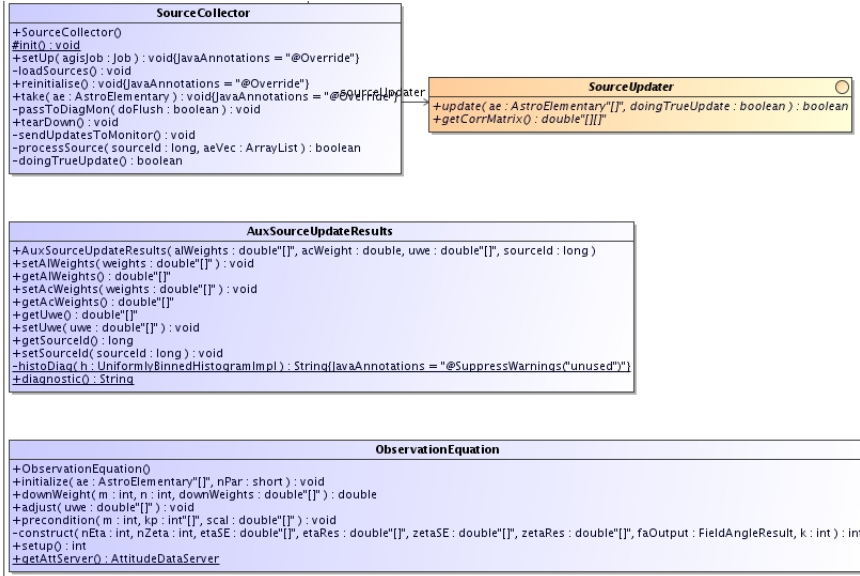 SourceCollector
+SourceCollector()
#init() : void
+setUp( agisJob : Job ) : void{JavaAnnotations = "@Override"}
-loadSources() : void
+reinitialise() : void{JavaAnnotations = "@Override"}
+take( ae : AstroElementary ) : void{JavaAnnotations = "@Override"}
-sourceUpdater
-passToDiagMon( doFlush : boolean ) : void
+tearDown() : void
-sendUpdatesToMonitor() : void
-processSource( sourceId : long, aeVec : ArrayList ) : boolean
-doingTrueUpdate() : boolean
SourceUpdater
+update( ae : AstroElementary"[]", doingTrueUpdate : boolean ) : boolean
+getCorrMatrix() : double"[][]"
AuxSourceUpdateResults
+AuxSourceUpdateResults( alWeights : double"[]", acWeight : double, uwe : double"[]", sourceId : long )
+setAlWeights( weights : double"[]" ) : void
+getAlWeights() : double"[]"
+setAcWeights( weights : double"[]" ) : void
+getAcWeights() : double"[]"
+getUwe() : double"[]"
+setUwe( uwe : double"[]" ) : void
+getSourceId() : long
+setSourceId( sourceId : long ) : void
-histoDiag( h : UniformlyBinnedHistogramImpl ) : String{JavaAnnotations = "@SuppressWarnings("unused")"}
+diagnostic() : String
ObservationEquation
+ObservationEquation()
+initialize( ae : AstroElementary"[]", nPar : short ) : void
+downWeight( m : int, n : int, downWeights : double"[]" ) : double
+adjust( uwe : double"[]" ) : void
+precondition( m : int, kp : int"[]", scal : double"[]" ) : void
-construct( nEta : int, nZeta : int, etaSE : double"[]", etaRes : double"[]", zetaSE : double"[]", zetaRes : double"[]", faOutput : FieldAngleResult, k : int ) : int
+setup() : int
+getAttServer() : AttitudeDataServer